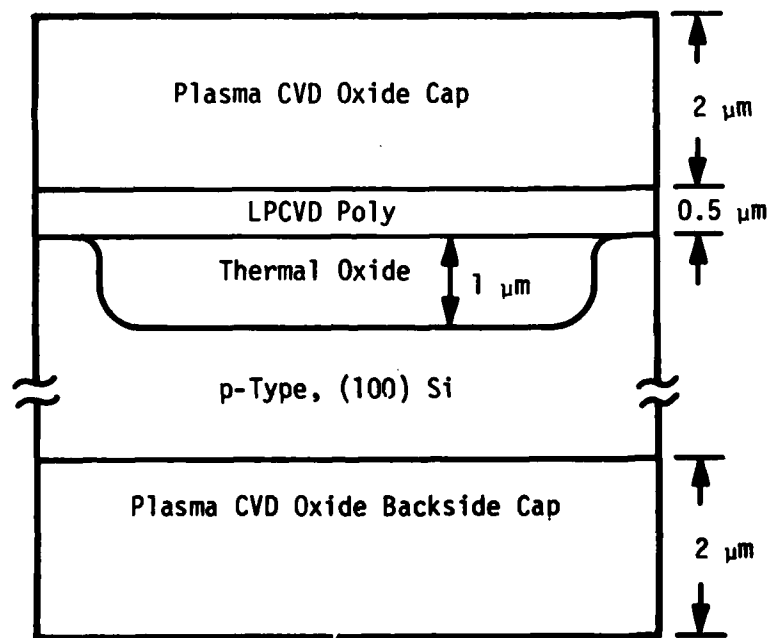 Plasma CVD Oxide Cap
2 μm
LPCVD Poly
0.5 μm
Thermal Oxide
1 μm
p-Type, (100) Si
Plasma CVD Oxide Backside Cap
2 μm